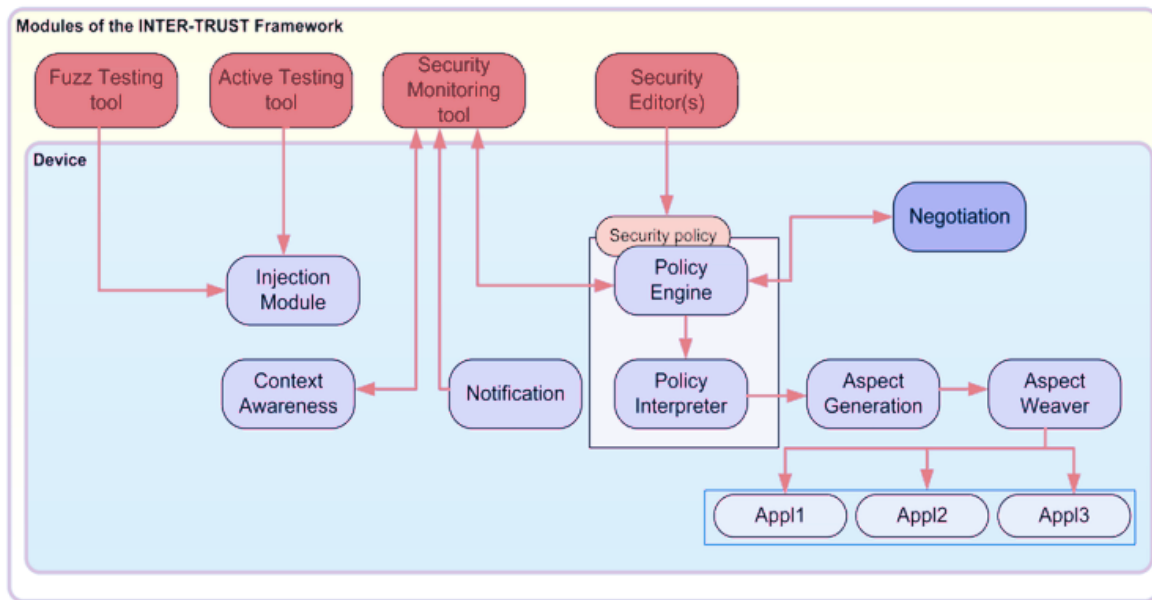 Modules of the INTER-TRUST Framework
Fuzz Testing
tool
Active Testing
tool
Security
Monitoring
tool
Security
Editor(s)
Device
Negotiation
Security policy
Policy
Engine
Injection
Module
Context
Awareness
Notification
Policy
Interpreter
Aspect
Generation
Aspect
Weaver
Appl1
Appl2
Appl3